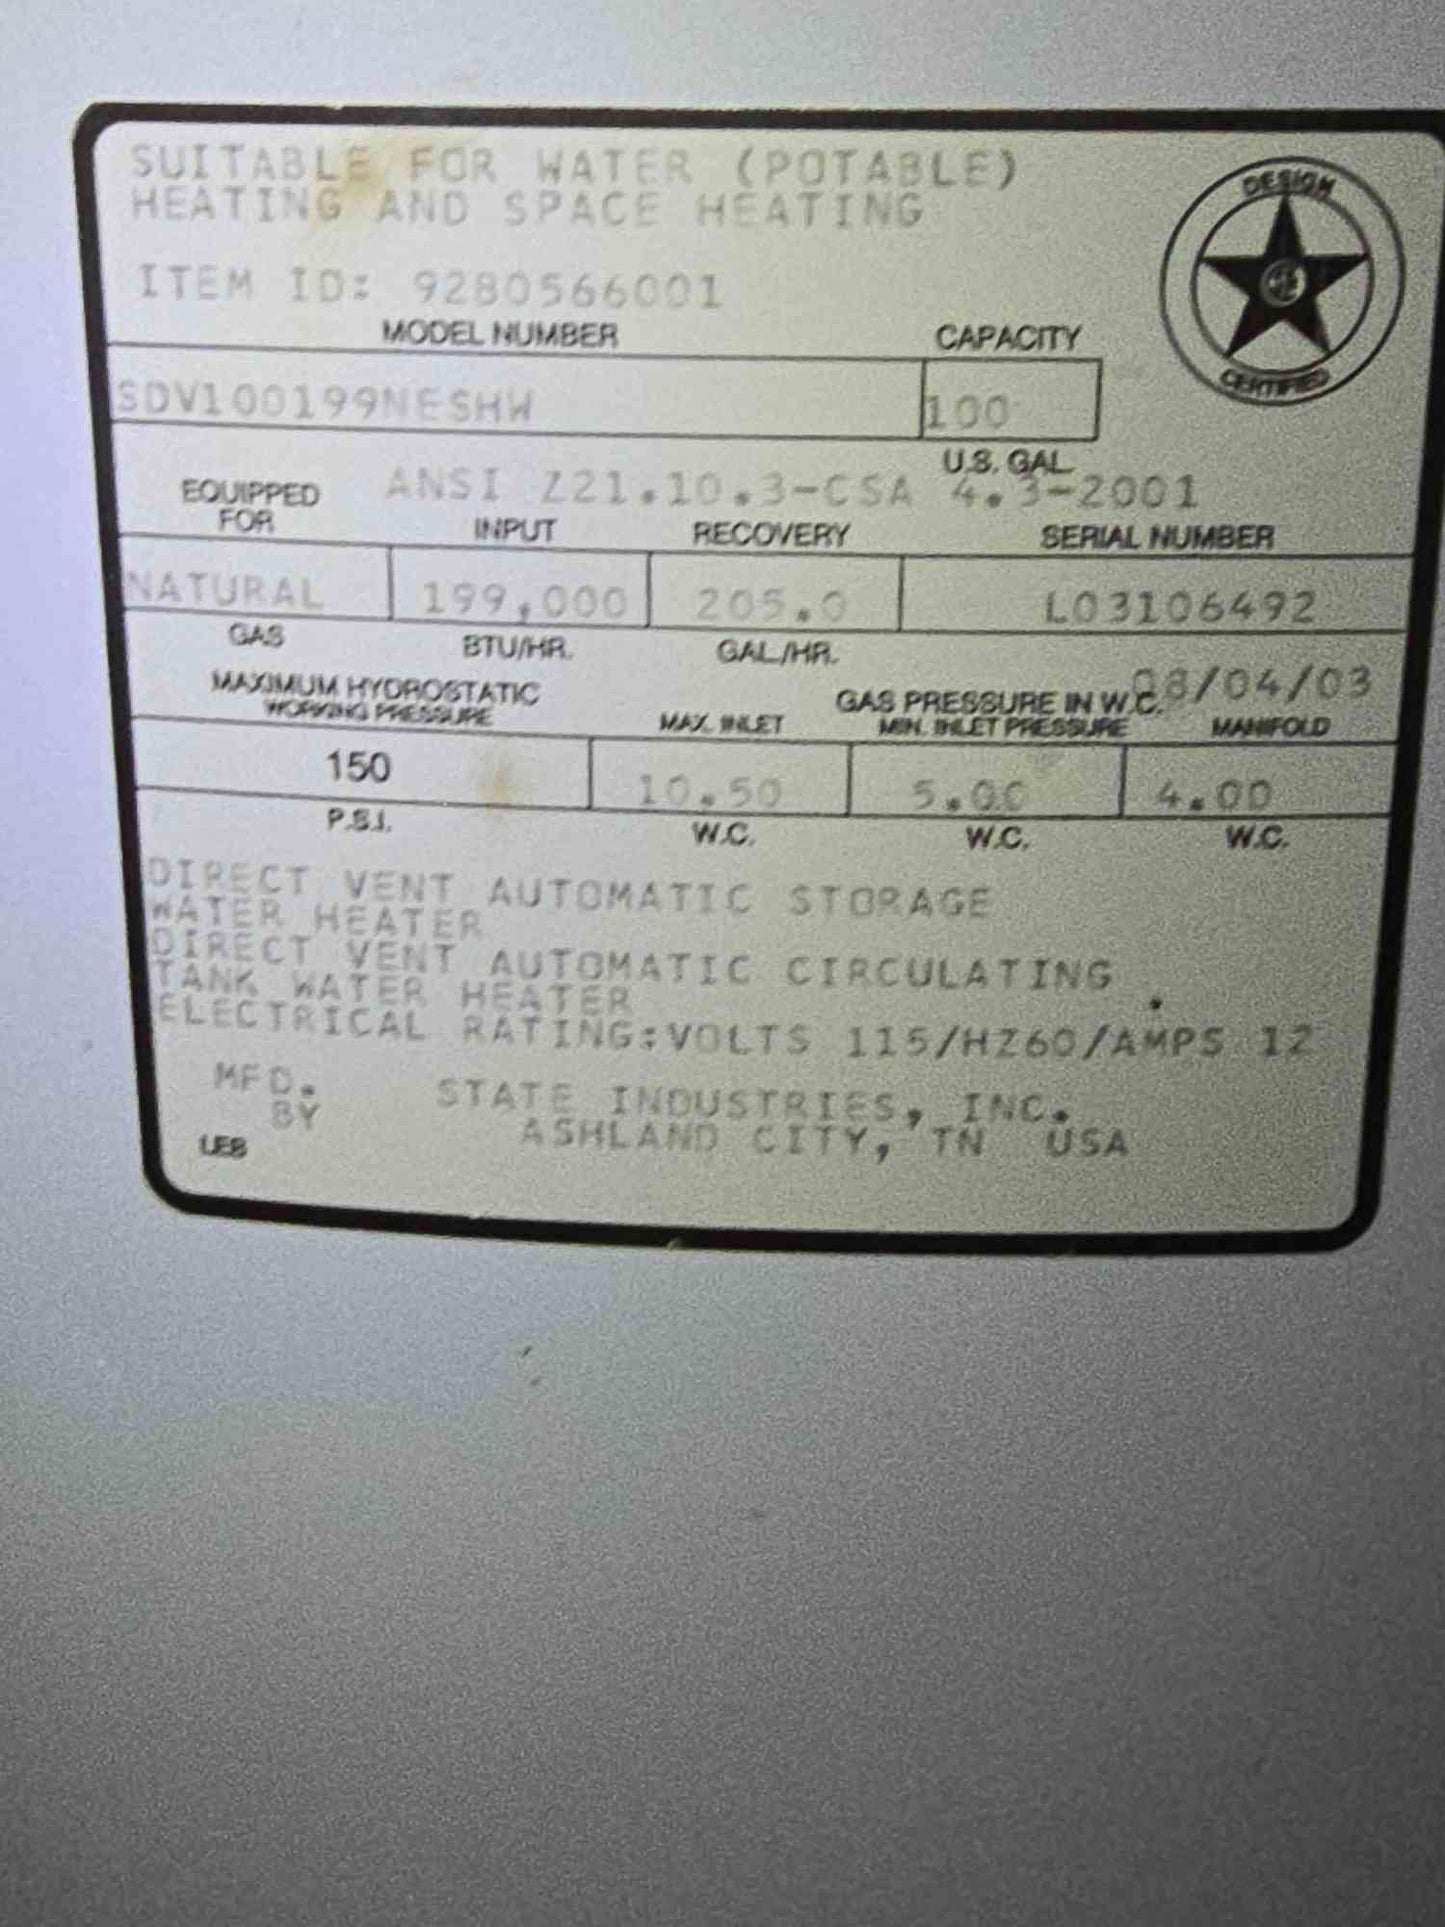 SUITABLE FOR WATER (POTABLE)
HEATING AND SPACE HEATING
DESIGN
CERTIFIED
ITEM ID: 9280566001
MODEL NUMBER CAPACITY
SDV100199NESHW 100
U.S. GAL.
ANSI Z21.10.3-CSA 4.3-2001
EQUIPPED
FOR INPUT RECOVERY SERIAL NUMBER
NATURAL 199,000 205.0 L03106492
GAS BTU/HR. GAL./HR.
08/04/03
MAXIMUM HYDROSTATIC GAS PRESSURE IN W.C.
WORKING PRESSURE MAX. INLET MIN. INLET PRESSURE MANIFOLD
150 10.50 5.00 4.00
P.S.I. W.C. W.C. W.C.
DIRECT VENT AUTOMATIC STORAGE
WATER HEATER
DIRECT VENT AUTOMATIC CIRCULATING
TANK WATER HEATER
ELECTRICAL RATING:VOLTS 115/HZ60/AMPS 12
MFD. STATE INDUSTRIES, INC.
BY ASHLAND CITY, TN USA